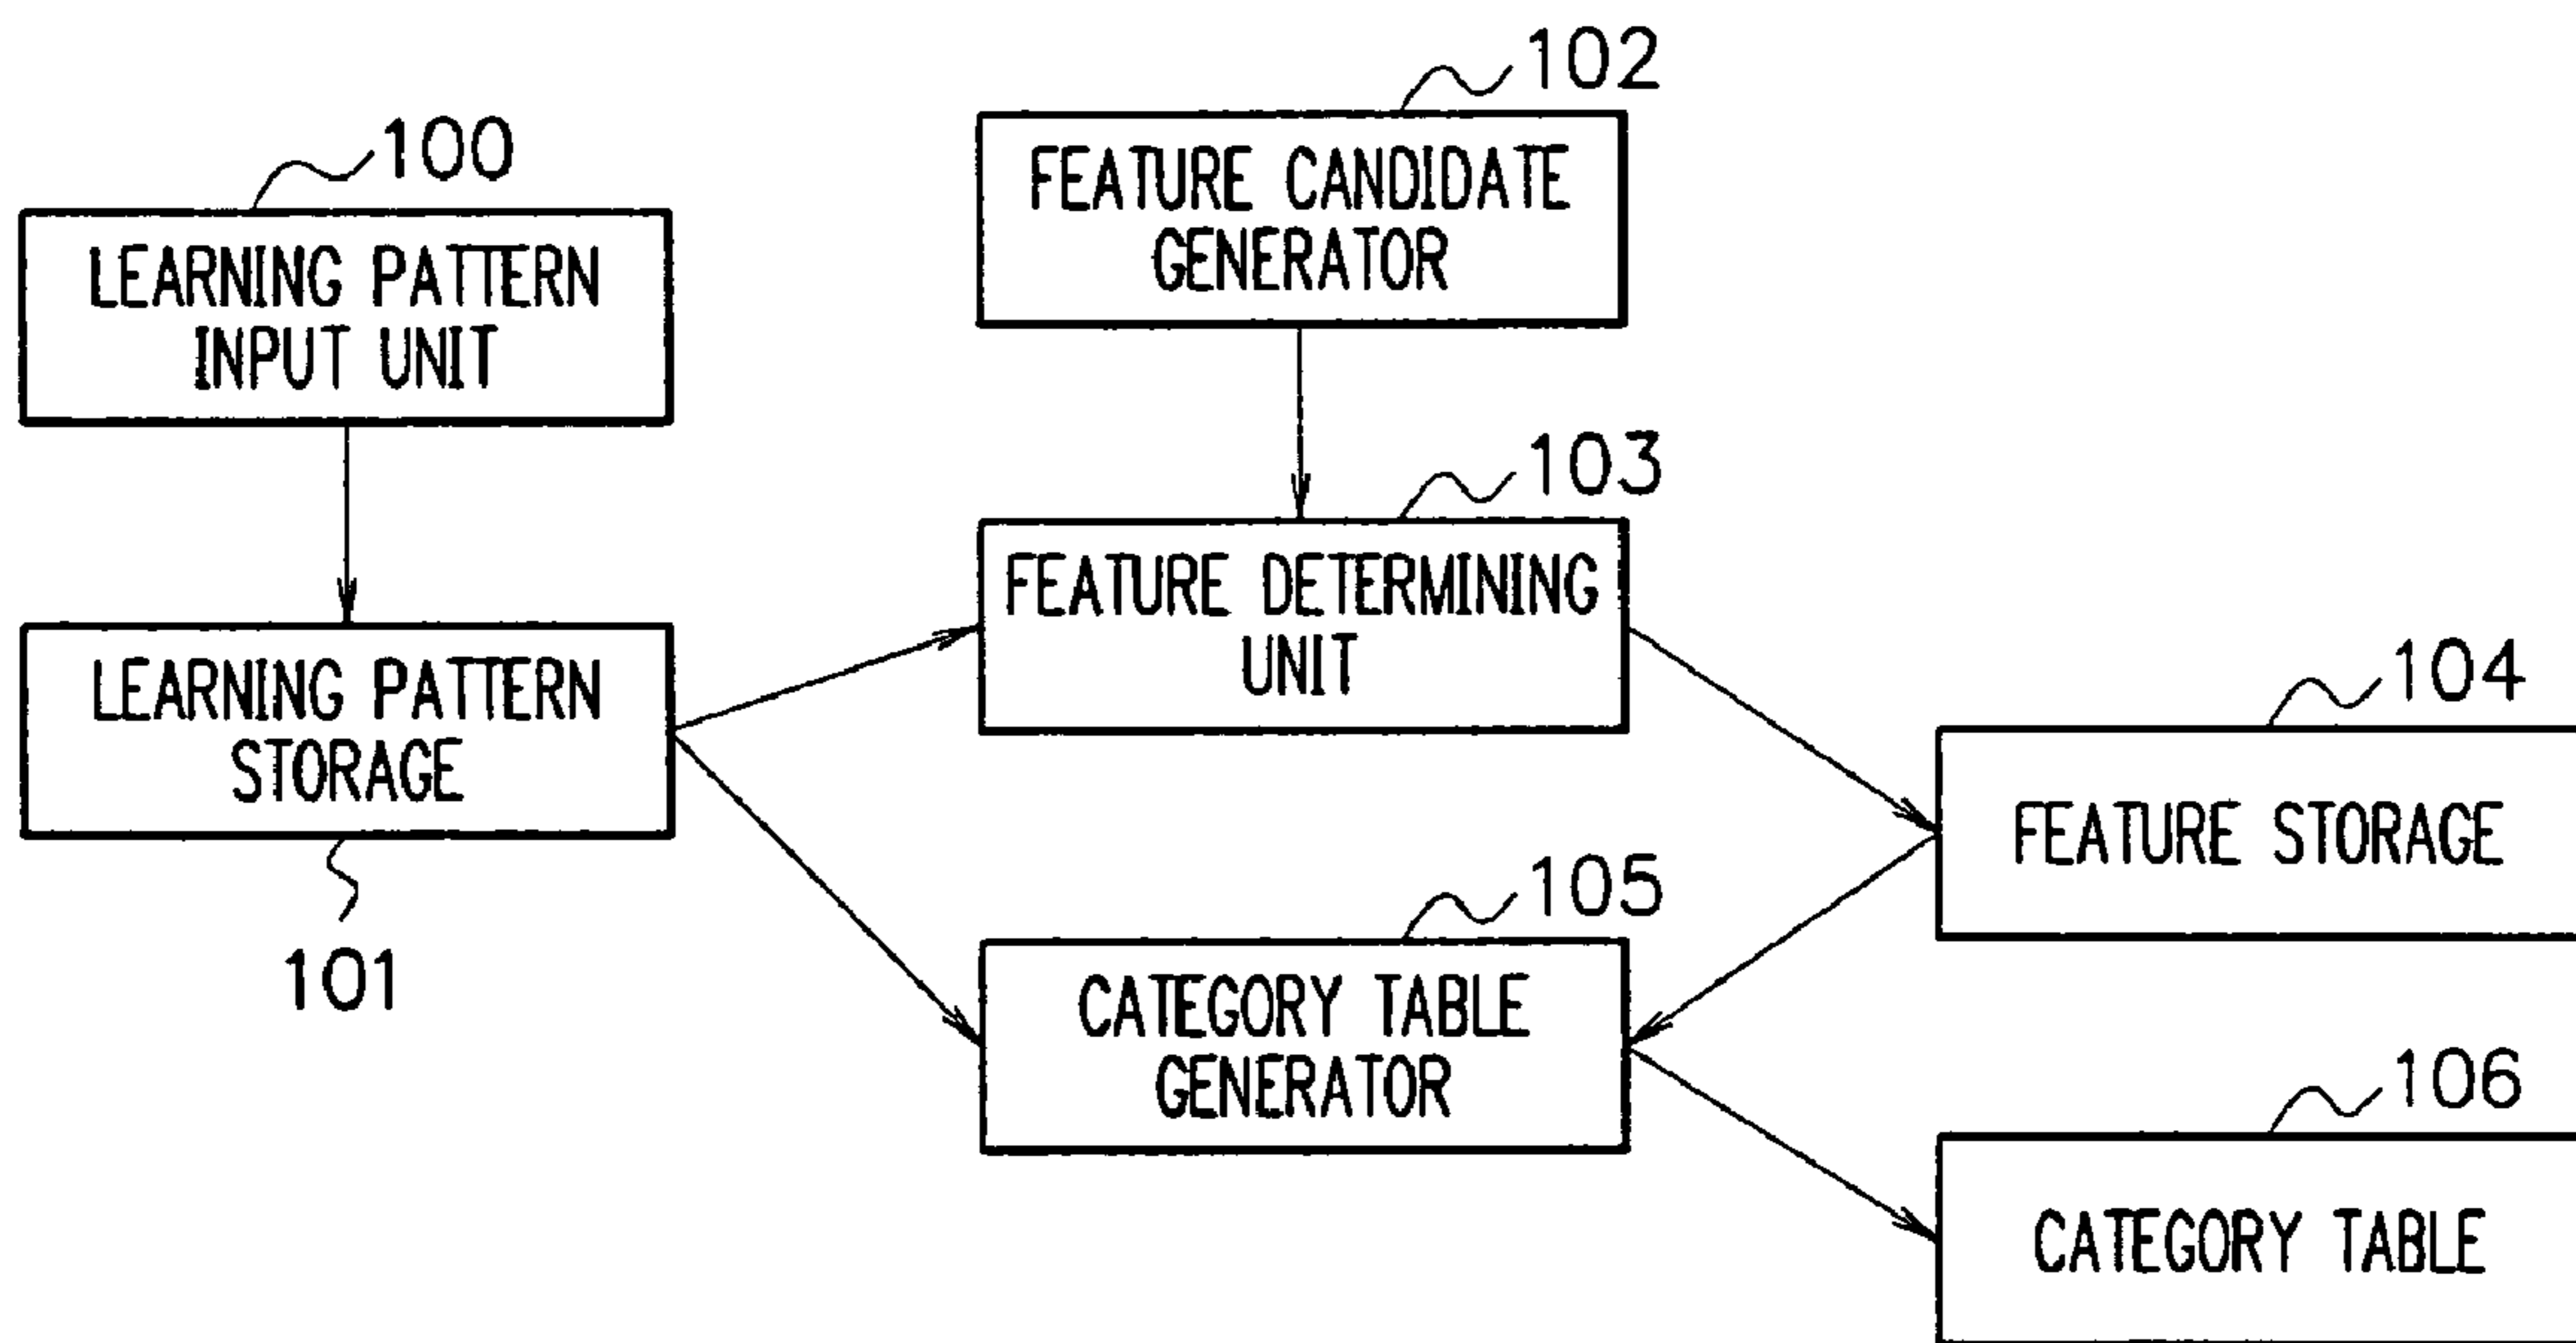 100
LEARNING PATTERN
INPUT UNIT
LEARNING PATTERN
STORAGE
101
102
FEATURE CANDIDATE
GENERATOR
103
FEATURE DETERMINING
UNIT
104
FEATURE STORAGE
105
CATEGORY TABLE
GENERATOR
106
CATEGORY TABLE